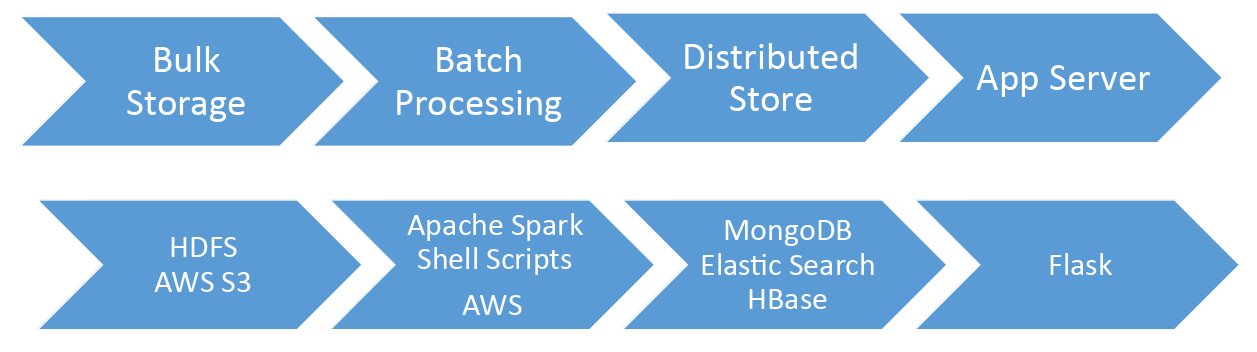 Bulk
Storage
Batch
Processing
Distributed
Store
App Server
HDFS
AWS S3
Apache Spark
Shell Scripts
AWS
MongoDB
Elastic Search
HBase
Flask